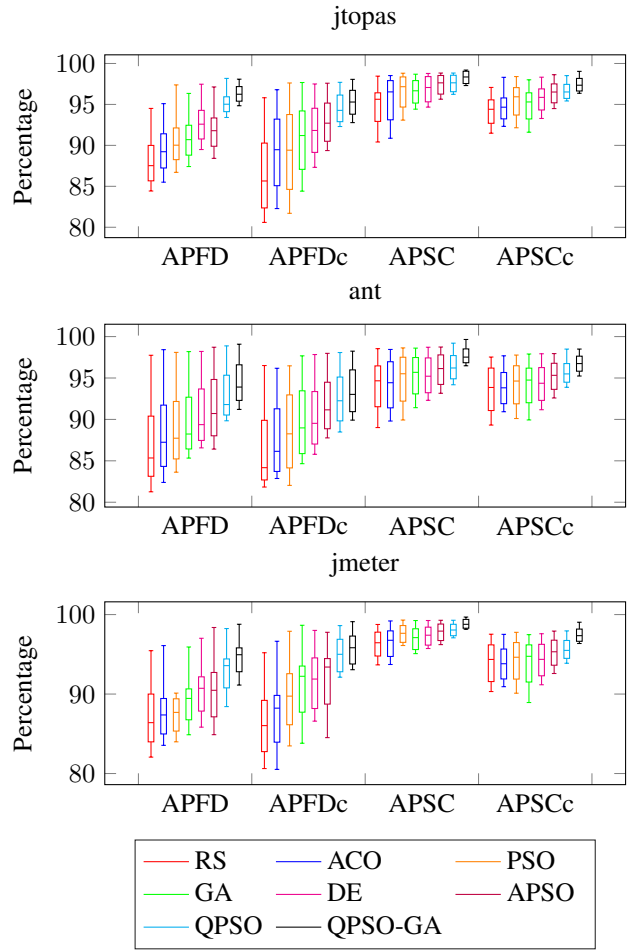 jtopas
100
95
90
85
80
Percentage
APFD APFDc APSC APSCc
ant
100
95
90
85
80
Percentage
APFD APFDc APSC APSCc
jmeter
100
90
80
Percentage
APFD APFDc APSC APSCc
RS ACO PSO
GA DE APSO
QPSO QPSO-GA